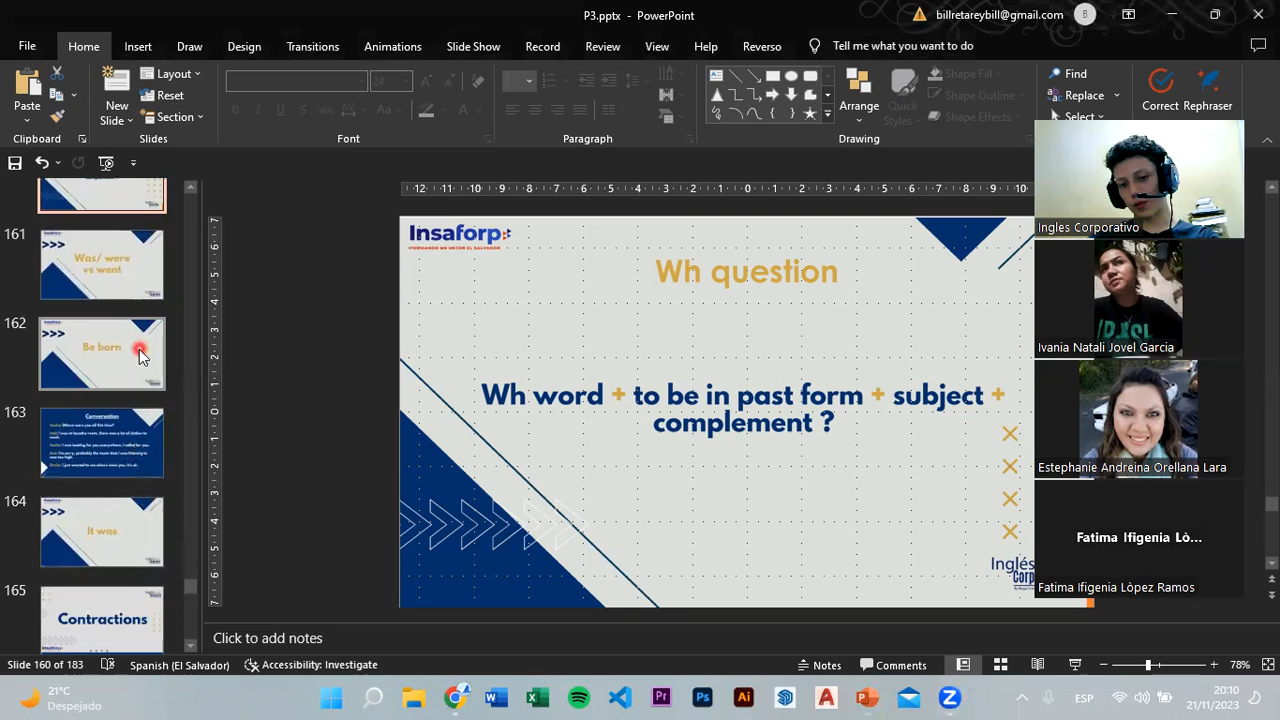 P3.pptx - PowerPoint
billretareybill@gmail.com
B
File Home Insert Draw Design Transitions Animations Slide Show Record Review View Help Reverso Tell me what you want to do
Paste
New
Slide
Layout
Reset
Section
24
Aa
Arrange
Quick
Styles
Shape Fill
Shape Outline
Shape Effects
Find
Replace
Select
Correct Rephraser
Clipboard Slides Font Paragraph Drawing
161
Was/ were
vs went
162
Be born
163
Conversation
164
It was
165
Contractions
Insaforp
Wh question
Wh word + to be in past form + subject +
complement ?
Inglés
Corp
Ingles Corporativo
Ivania Natali Jovel Garcia
Estephanie Andreina Orellana Lara
Fatima Ifigenia Lò...
Fatima Ifigenia Lòpez Ramos
Click to add notes
Slide 160 of 183 Spanish (El Salvador) Accessibility: Investigate Notes Comments 78%
21°C
Despejado
ESP
20:10
21/11/2023